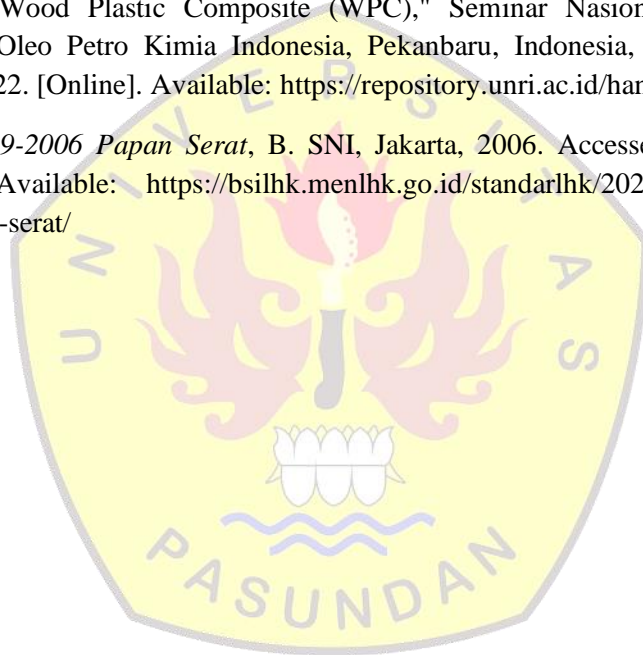 Wood Plastic Composite (WPC)," Seminar Nasion
Oleo Petro Kimia Indonesia, Pekanbaru, Indonesia,
22. [Online]. Available: https://repository.unri.ac.id/han
9-2006 Papan Serat, B. SNI, Jakarta, 2006. Accesse
Available: https://bsilhk.menlhk.go.id/standarlhk/202
-serat/
UNIVERSITAS
PASUNDAN